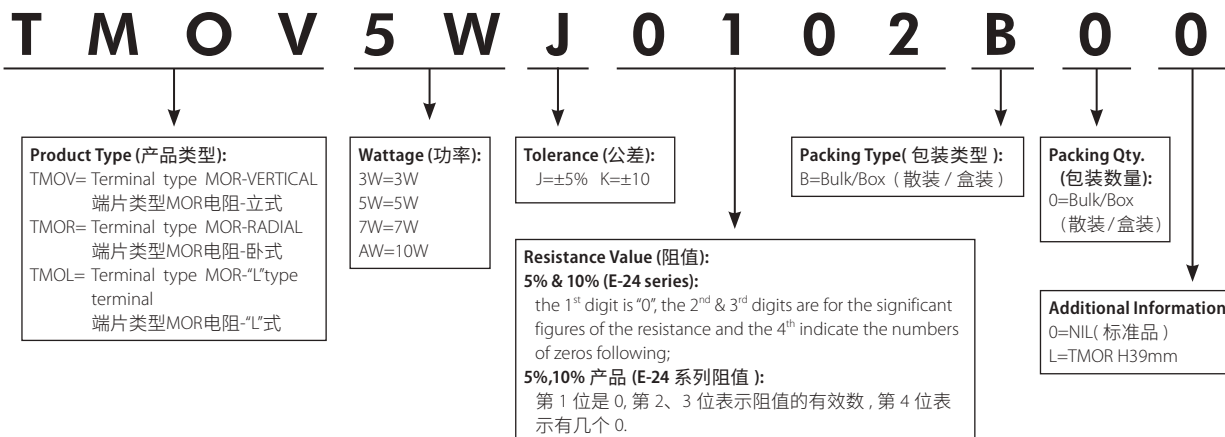 T M O V 5 W J 0 1 0 2 B 0 0
Product Type (产品类型):
TMOV= Terminal type MOR-VERTICAL
端片类型MOR电阻-立式
TMOR= Terminal type MOR-RADIAL
端片类型MOR电阻-卧式
TMOL= Terminal type MOR-“L”type
terminal
端片类型MOR电阻-“L”式
Wattage (功率):
3W=3W
5W=5W
7W=7W
AW=10W
Tolerance (公差):
J=±5% K=±10
Resistance Value (阻值):
5% & 10% (E-24 series):
the 1st digit is “0”, the 2nd & 3rd digits are for the significant
figures of the resistance and the 4th indicate the numbers
of zeros following;
5%,10% 产品 (E-24 系列阻值 ):
第 1 位是 0, 第 2、3 位表示阻值的有效数 , 第 4 位表
示有几个 0.
Packing Type( 包装类型 ):
B=Bulk/Box ( 散装 / 盒装 )
Packing Qty.
(包装数量):
0=Bulk/Box
(散装/盒装)
Additional Information
0=NIL( 标准品 )
L=TMOR H39mm